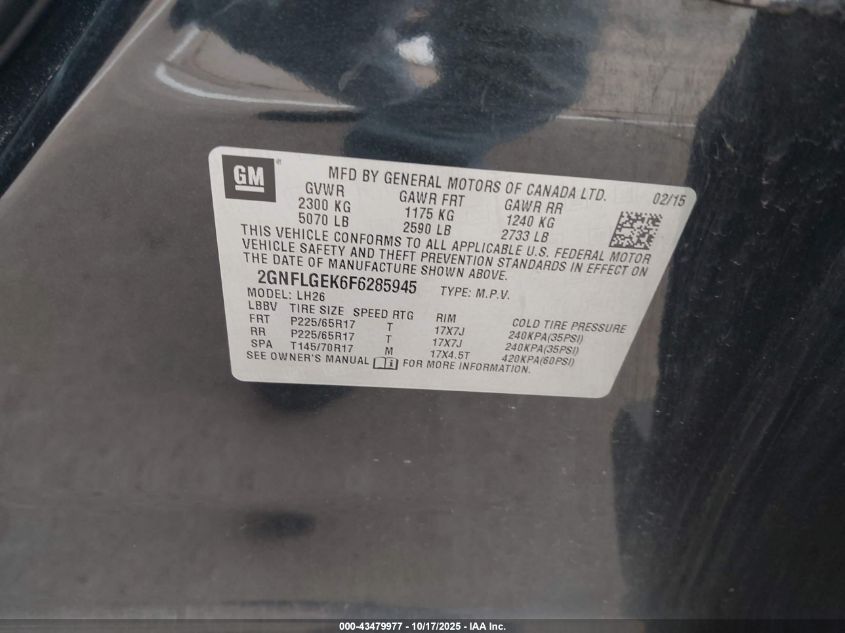 GM
MFD BY GENERAL MOTORS OF CANADA LTD.
GVWR GAWR FRT GAWR RR 02/15
2300 KG 1175 KG 1240 KG
5070 LB 2590 LB 2733 LB
THIS VEHICLE CONFORMS TO ALL APPLICABLE U.S. FEDERAL MOTOR
VEHICLE SAFETY AND THEFT PREVENTION STANDARDS IN EFFECT ON
THE DATE OF MANUFACTURE SHOWN ABOVE.
2GNFLGEK6F6285945 TYPE: M.P.V.
MODEL: LH26
LBBV TIRE SIZE SPEED RTG RIM COLD TIRE PRESSURE
FRT P225/65R17 T 17X7J 240KPA(35PSI)
RR P225/65R17 T 17X7J 240KPA(35PSI)
SPA T145/70R17 M 17X4.5T 420KPA(60PSI)
SEE OWNER'S MANUAL FOR MORE INFORMATION.
000-43479977 - 10/17/2025 - IAA Inc.